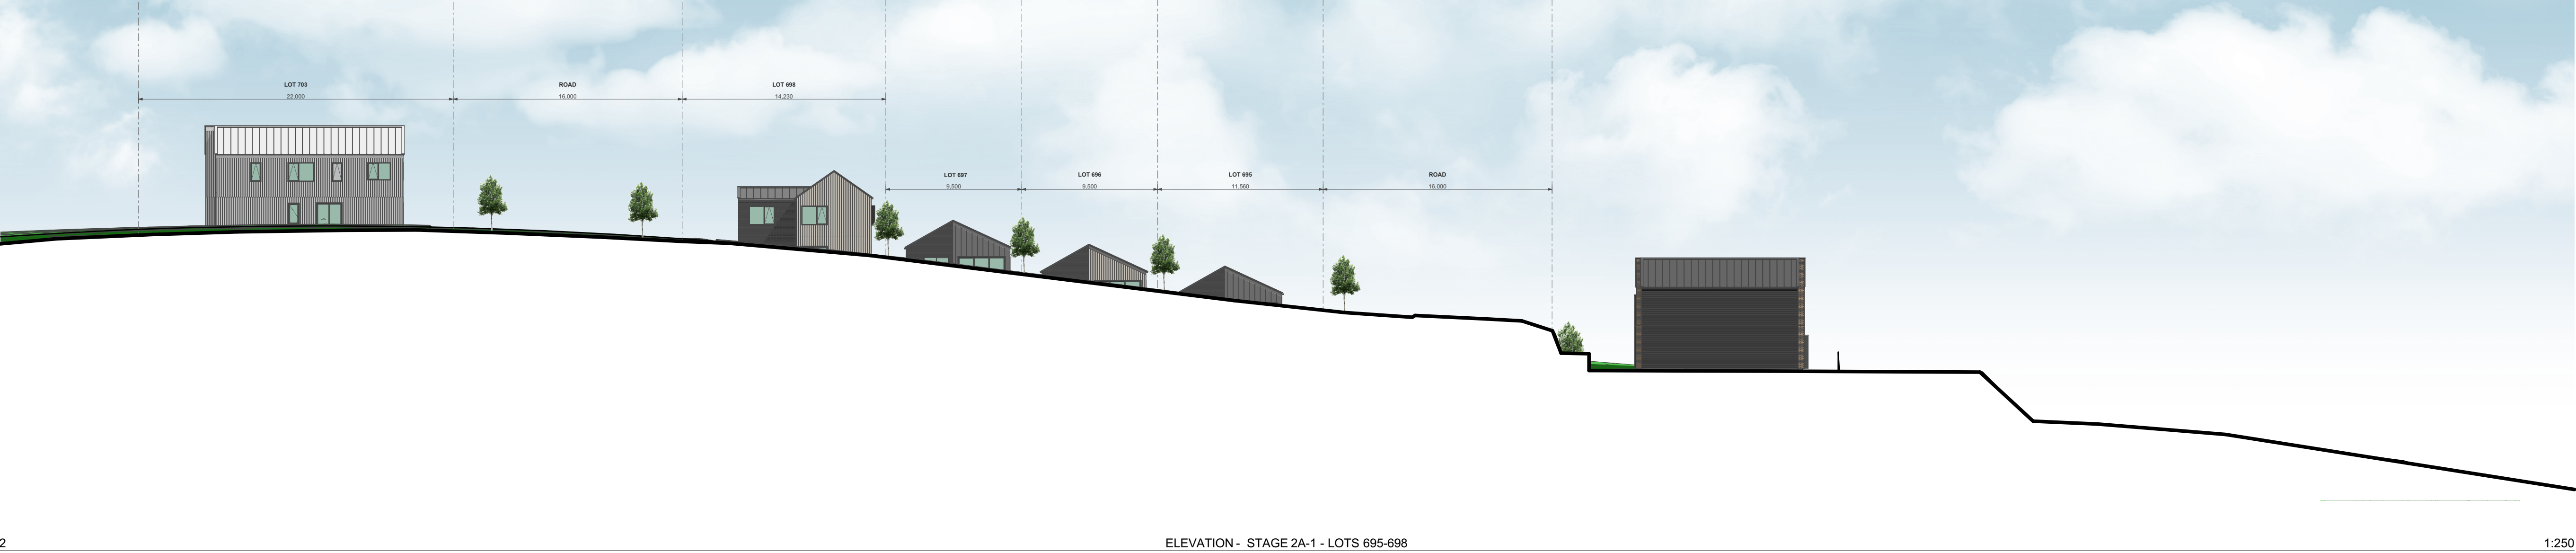 LOT 703
22,000
ROAD
16,000
LOT 698
14,230
LOT 697
9,500
LOT 696
9,500
LOT 695
11,560
ROAD
16,000
2
ELEVATION - STAGE 2A-1 - LOTS 695-698
1:250